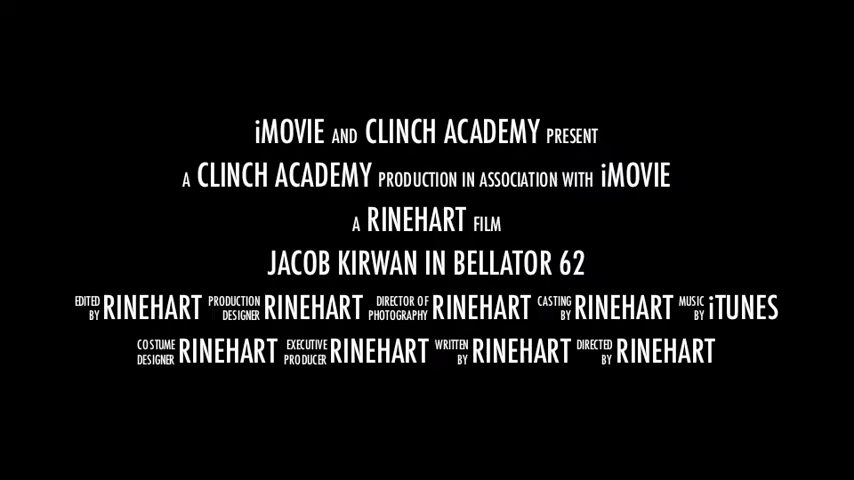 iMOVIE AND CLINCH ACADEMY PRESENT
A CLINCH ACADEMY PRODUCTION IN ASSOCIATION WITH iMOVIE
A RINEHART FILM
JACOB KIRWAN IN BELLATOR 62
EDITED BY RINEHART PRODUCTION DESIGNER RINEHART DIRECTOR OF PHOTOGRAPHY RINEHART CASTING BY RINEHART MUSIC BY iTUNES
COSTUME DESIGNER RINEHART EXECUTIVE PRODUCER RINEHART WRITTEN BY RINEHART DIRECTED BY RINEHART